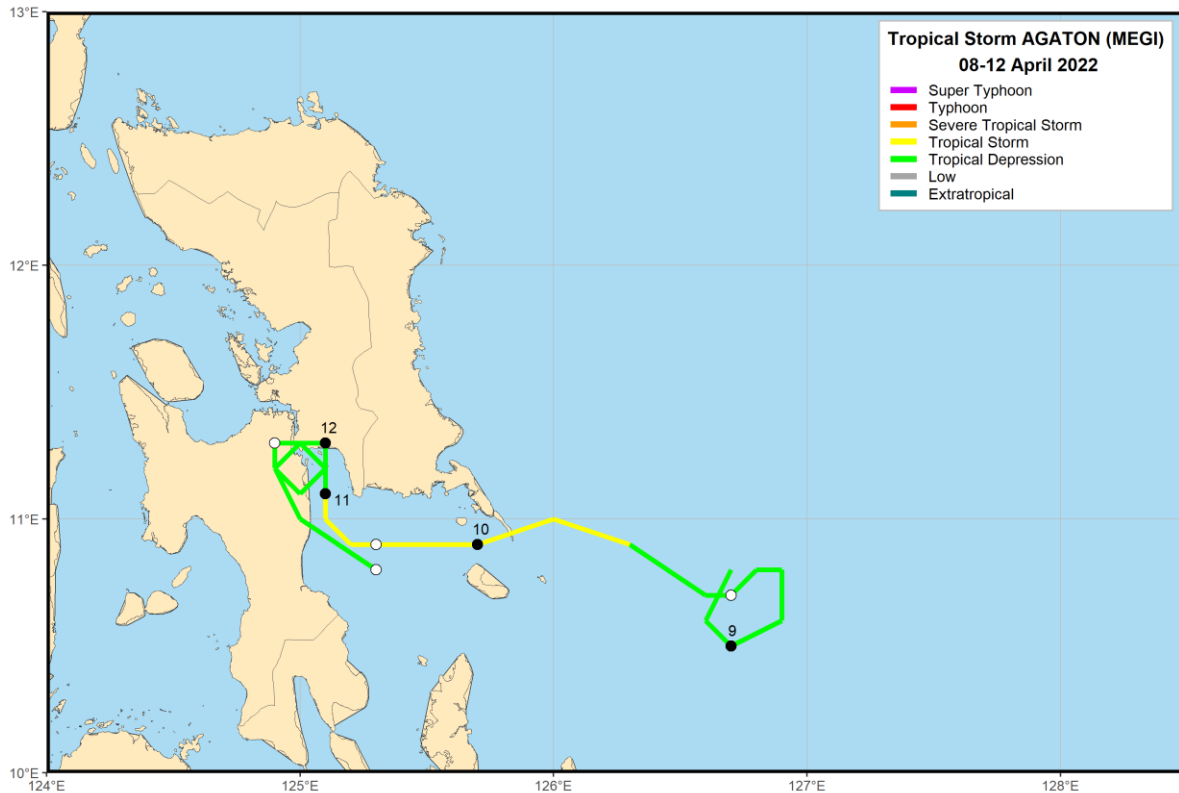 Tropical Storm AGATON (MEGI)
08-12 April 2022
Super Typhoon
Typhoon
Severe Tropical Storm
Tropical Storm
Tropical Depression
Low
Extratropical
13°E
12°E
11°E
10°E
12
11
10
9
124°E
125°E
126°E
127°E
128°E